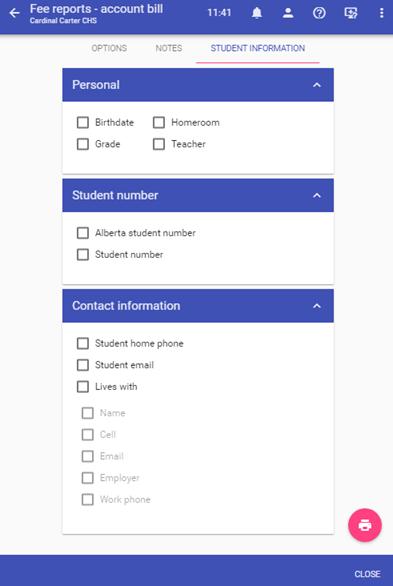 Fee reports - account bill
Cardinal Carter CHS
11:41
OPTIONS NOTES STUDENT INFORMATION
Personal
Birthdate Homeroom
Grade Teacher
Student number
Alberta student number
Student number
Contact information
Student home phone
Student email
Lives with
Name
Cell
Email
Employer
Work phone
CLOSE